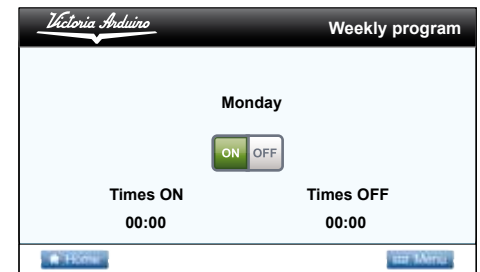 Victoria Arduino
Weekly program
Monday
ON OFF
Times ON Times OFF
00:00 00:00
Home Menu